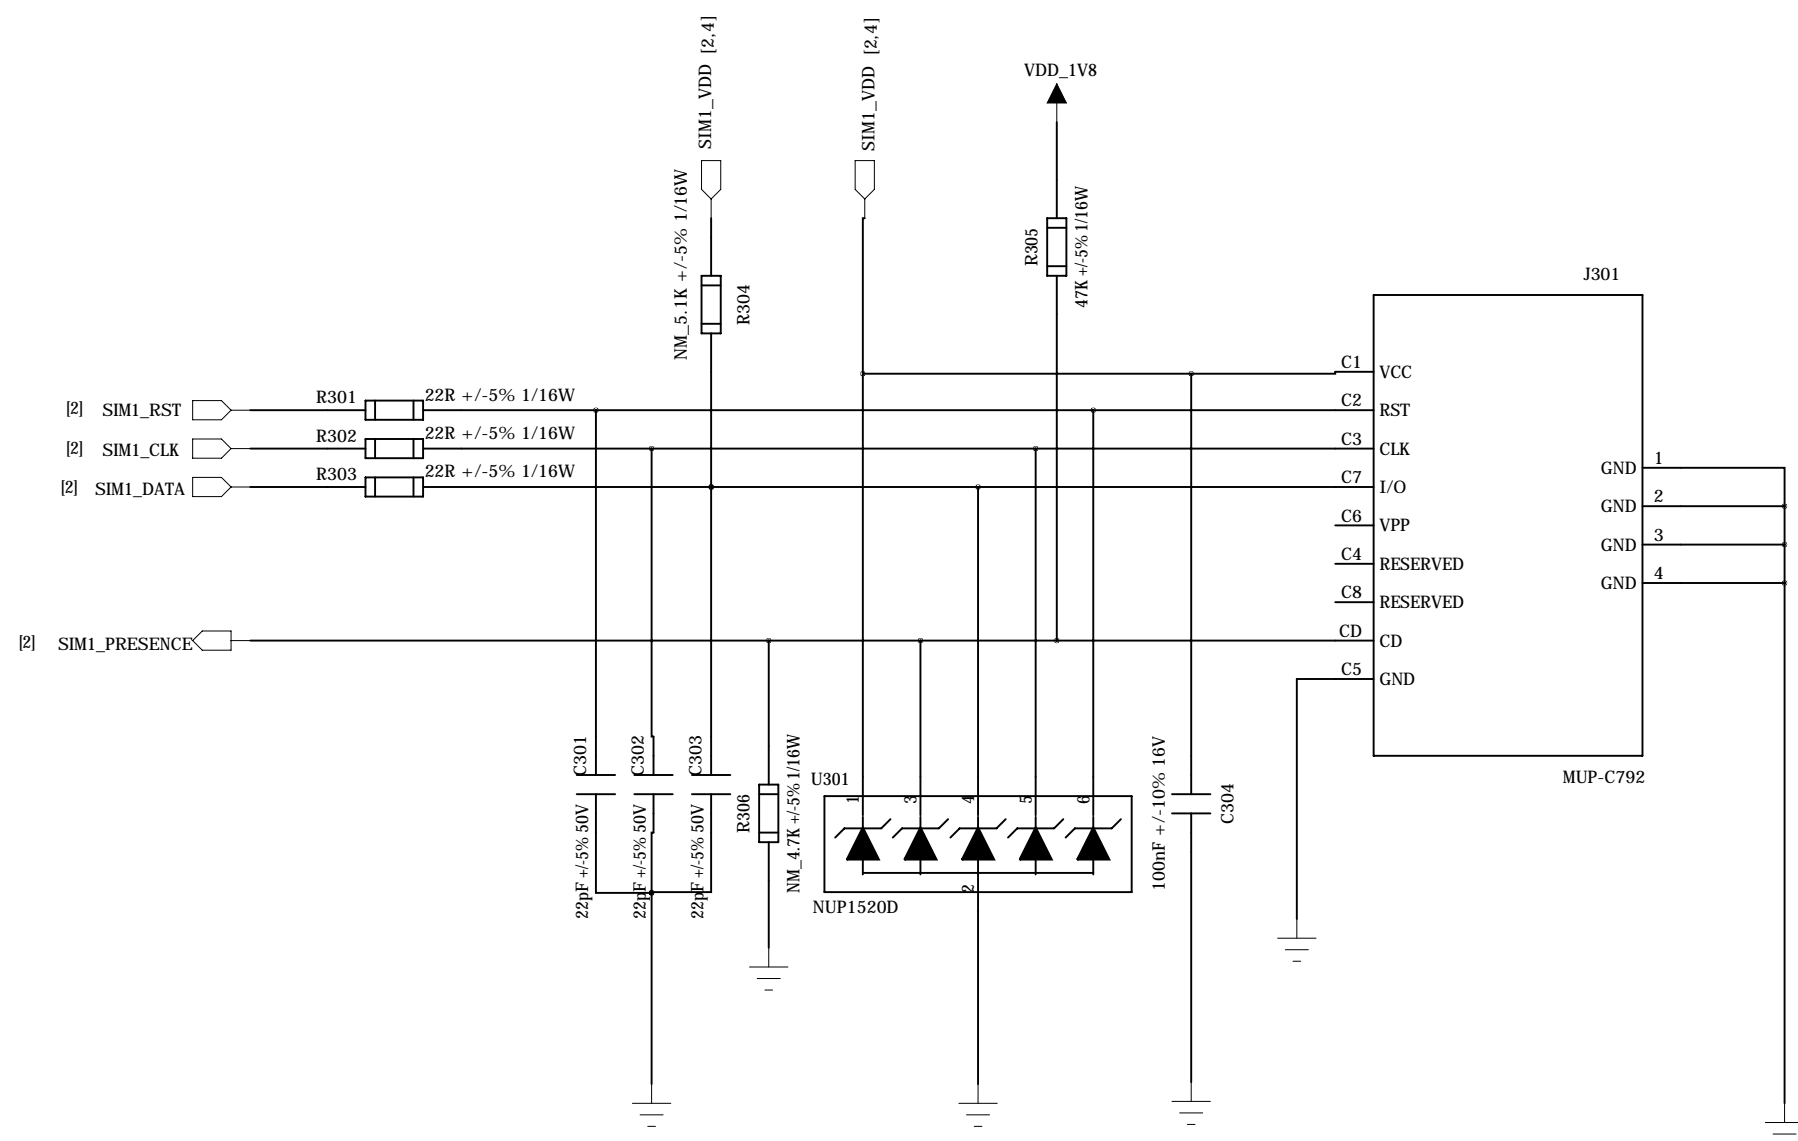 SIM1_VDD [2,4]
SIM1_VDD [2,4]
VDD_1V8
NM_5.1K +/-5% 1/16W
R304
R305
47K +/-5% 1/16W
J301
[2] SIM1_RST
R301
22R +/-5% 1/16W
[2] SIM1_CLK
R302
22R +/-5% 1/16W
[2] SIM1_DATA
R303
22R +/-5% 1/16W
C1 VCC
C2 RST
C3 CLK
C7 I/O
C6 VPP
C4 RESERVED
C8 RESERVED
CD CD
C5 GND
GND 1
GND 2
GND 3
GND 4
MUP-C792
[2] SIM1_PRESENCE
C301
22pF +/-5% 50V
C302
22pF +/-5% 50V
C303
22pF +/-5% 50V
R306
NM_4.7K +/-5% 1/16W
U301
1 3 4 5 6
2
NUP1520D
100nF +/-10% 16V
C304